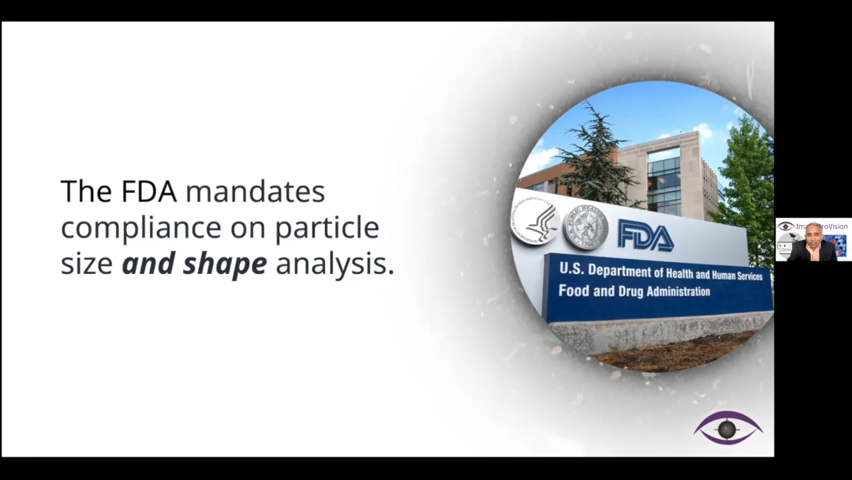 The FDA mandates
compliance on particle
size and shape analysis.
FDA
U.S. Department of Health and Human Services
Food and Drug Administration